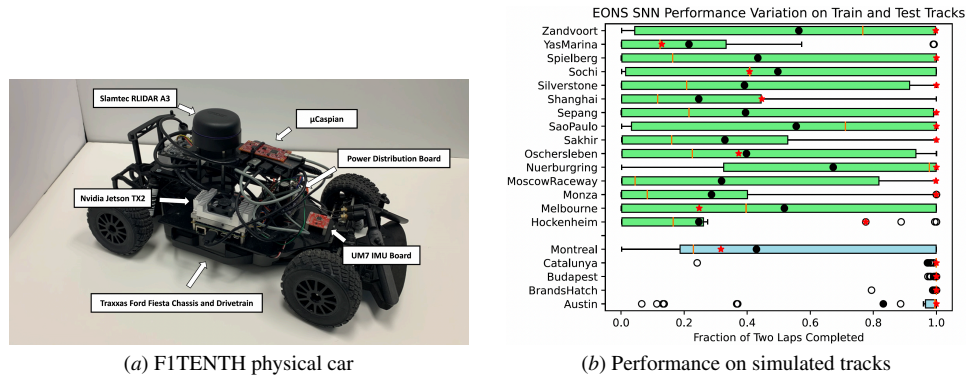 Slamtec RLIDAR A3
µCaspian
Power Distribution Board
Nvidia Jetson TX2
UM7 IMU Board
Traxxas Ford Fiesta Chassis and Drivetrain
(a) F1TENTH physical car
EONS SNN Performance Variation on Train and Test Tracks
Zandvoort
YasMarina
Spielberg
Sochi
Silverstone
Shanghai
Sepang
SaoPaulo
Sakhir
Oschersleben
Nuerburgring
MoscowRaceway
Monza
Melbourne
Hockenheim
Montreal
Catalunya
Budapest
BrandsHatch
Austin
0.0 0.2 0.4 0.6 0.8 1.0
Fraction of Two Laps Completed
(b) Performance on simulated tracks